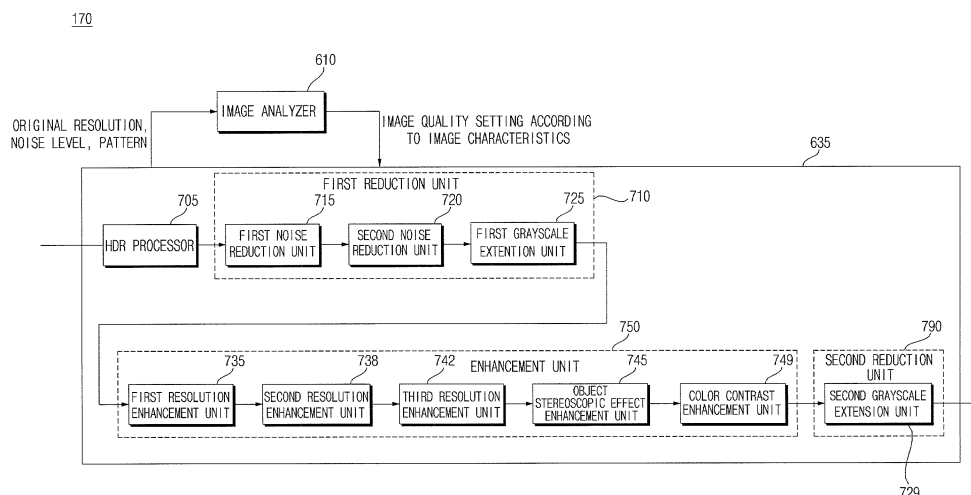 170
610
IMAGE ANALYZER
ORIGINAL RESOLUTION,
NOISE LEVEL, PATTERN
IMAGE QUALITY SETTING ACCORDING
TO IMAGE CHARACTERISTICS
635
FIRST REDUCTION UNIT
710
705
HDR PROCESSOR
715
FIRST NOISE
REDUCTION UNIT
720
SECOND NOISE
REDUCTION UNIT
725
FIRST GRAYSCALE
EXTENTION UNIT
750
790
ENHANCEMENT UNIT
SECOND REDUCTION
UNIT
735
FIRST RESOLUTION
ENHANCEMENT UNIT
738
SECOND RESOLUTION
ENHANCEMENT UNIT
742
THIRD RESOLUTION
ENHANCEMENT UNIT
745
OBJECT
STEREOSCOPIC EFFECT
ENHANCEMENT UNIT
749
COLOR CONTRAST
ENHANCEMENT UNIT
SECOND GRAYSCALE
EXTENSION UNIT
729